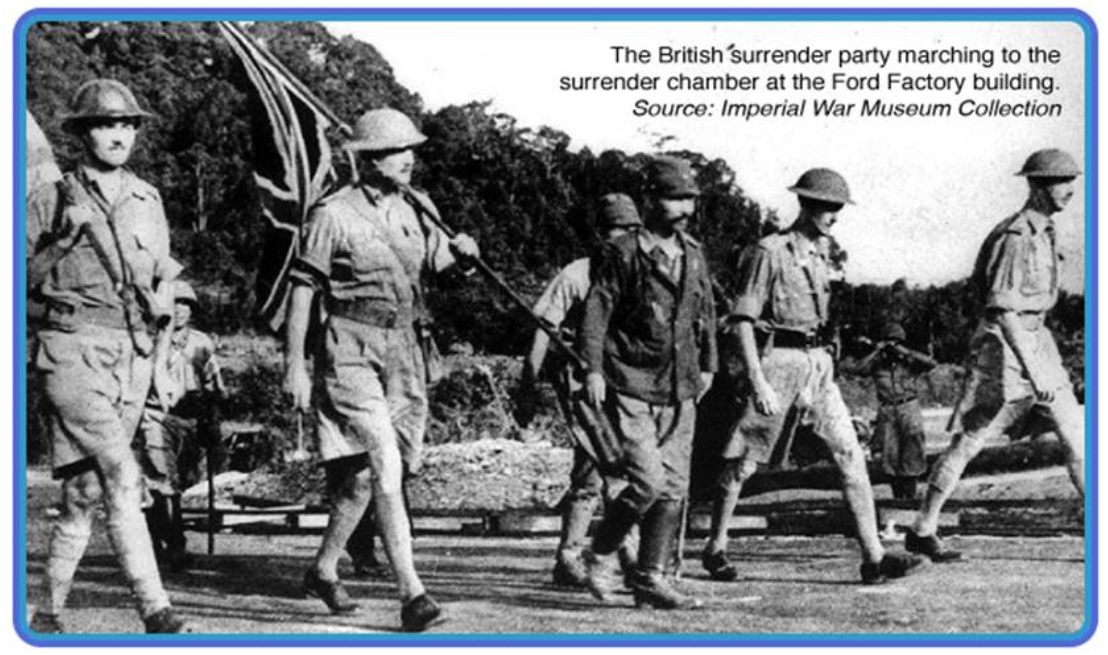 The British surrender party marching to the
surrender chamber at the Ford Factory building.
Source: Imperial War Museum Collection